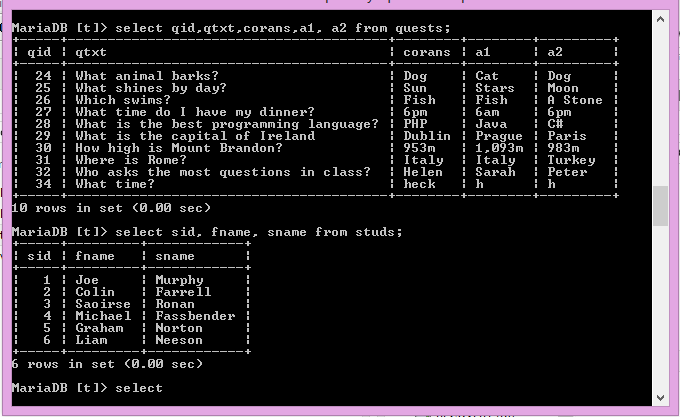 MariaDB [t]> select qid,qtxt,corans,a1, a2 from quests;
+-----+----------------------------------------+--------+---------+---------+
| qid | qtxt | corans | a1 | a2 |
+-----+----------------------------------------+--------+---------+---------+
| 24 | What animal barks? | Dog | Cat | Dog |
| 25 | What shines by day? | Sun | Stars | Moon |
| 26 | Which swims? | Fish | Fish | A Stone |
| 27 | What time do I have my dinner? | 6pm | 6am | 6pm |
| 28 | What is the best programming language? | PHP | Java | C# |
| 29 | What is the capital of Ireland | Dublin | Prague | Paris |
| 30 | How high is Mount Brandon? | 953m | 1,093m | 983m |
| 31 | Where is Rome? | Italy | Italy | Turkey |
| 32 | Who asks the most questions in class? | Helen | Sarah | Peter |
| 34 | What time? | heck | h | h |
+-----+----------------------------------------+--------+---------+---------+
10 rows in set (0.00 sec)
MariaDB [t]> select sid, fname, sname from studs;
+-----+---------+------------+
| sid | fname | sname |
+-----+---------+------------+
| 1 | Joe | Murphy |
| 2 | Colin | Farrell |
| 3 | Saoirse | Ronan |
| 4 | Michael | Fassbender |
| 5 | Graham | Norton |
| 6 | Liam | Neeson |
+-----+---------+------------+
6 rows in set (0.00 sec)
MariaDB [t]> select